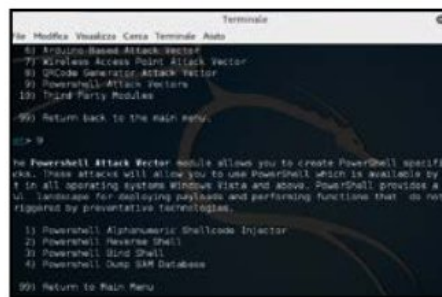 Terminale
File Modifica Visualizza Cerca Terminale Aiuto
6) Arduino-Based Attack Vector
7) Wireless Access Point Attack Vector
8) QRCode Generator Attack Vector
9) Powershell Attack Vectors
10) Third Party Modules
99) Return back to the main menu.
set> 9
he Powershell Attack Vector module allows you to create PowerShell specifi
cks. These attacks will allow you to use PowerShell which is available by
t in all operating systems Windows Vista and above. PowerShell provides a
ul landscape for deploying payloads and performing functions that do not
riggered by preventative technologies.
1) Powershell Alphanumeric Shellcode Injector
2) Powershell Reverse Shell
3) Powershell Bind Shell
4) Powershell Dump SAM Database
99) Return to Main Menu